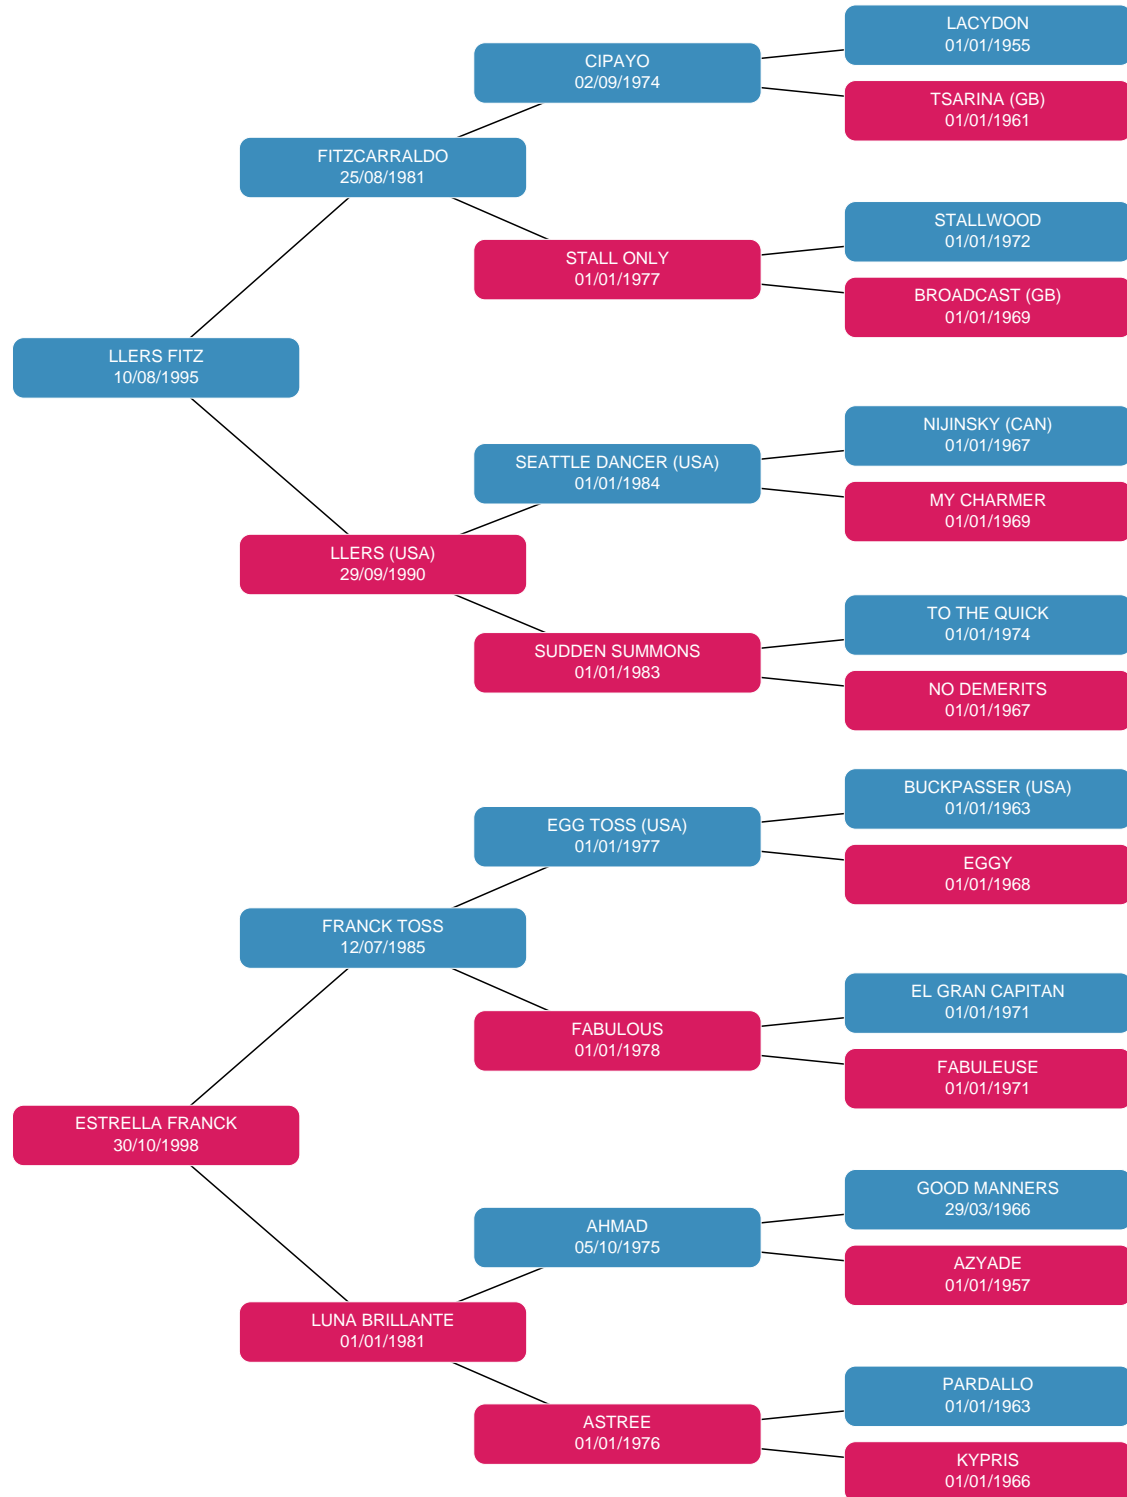 LACYDON
01/01/1955
CIPAYO
02/09/1974
TSARINA (GB)
01/01/1961
FITZCARRALDO
25/08/1981
STALLWOOD
01/01/1972
STALL ONLY
01/01/1977
BROADCAST (GB)
01/01/1969
LLERS FITZ
10/08/1995
NIJINSKY (CAN)
01/01/1967
SEATTLE DANCER (USA)
01/01/1984
MY CHARMER
01/01/1969
LLERS (USA)
29/09/1990
TO THE QUICK
01/01/1974
SUDDEN SUMMONS
01/01/1983
NO DEMERITS
01/01/1967
BUCKPASSER (USA)
01/01/1963
EGG TOSS (USA)
01/01/1977
EGGY
01/01/1968
FRANCK TOSS
12/07/1985
EL GRAN CAPITAN
01/01/1971
FABULOUS
01/01/1978
FABULEUSE
01/01/1971
ESTRELLA FRANCK
30/10/1998
GOOD MANNERS
29/03/1966
AHMAD
05/10/1975
AZYADE
01/01/1957
LUNA BRILLANTE
01/01/1981
PARDALLO
01/01/1963
ASTREE
01/01/1976
KYPRIS
01/01/1966